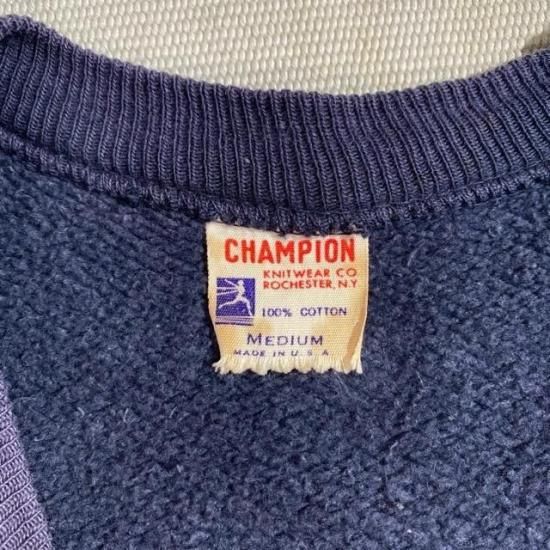 CHAMPION
KNITWEAR CO
ROCHESTER, N.Y
100% COTTON
MEDIUM
MADE IN U.S.A